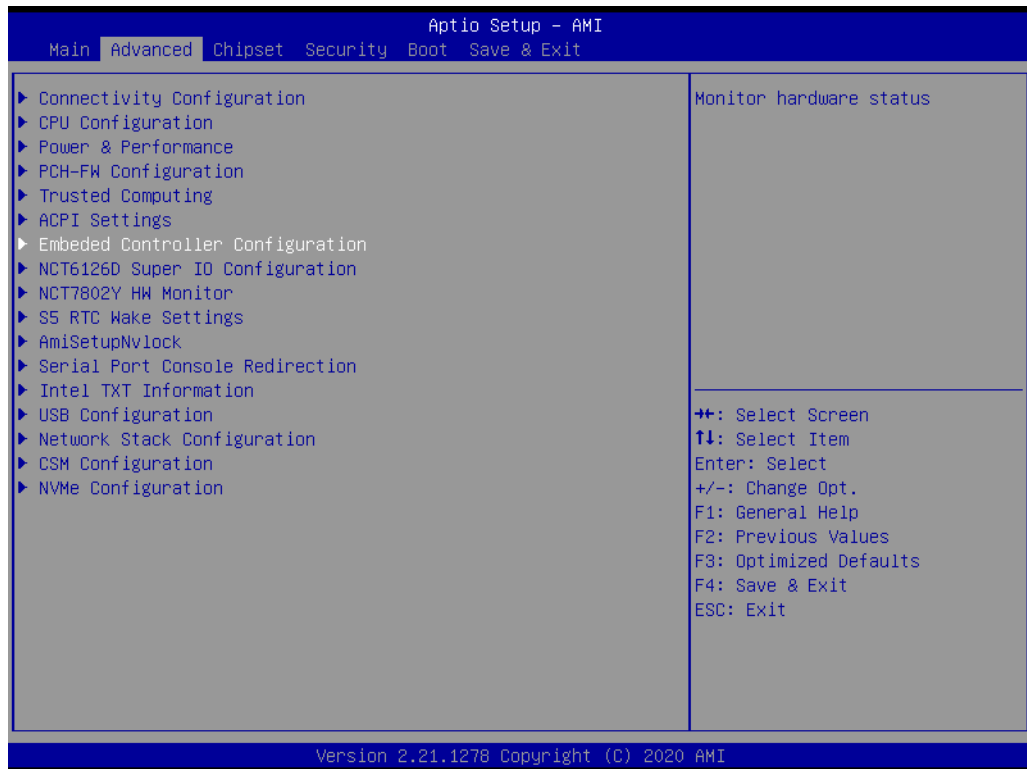 Aptio Setup – AMI
Main Advanced Chipset Security Boot Save & Exit
▶ Connectivity Configuration
▶ CPU Configuration
▶ Power & Performance
▶ PCH-FW Configuration
▶ Trusted Computing
▶ ACPI Settings
▶ Embeded Controller Configuration
▶ NCT6126D Super IO Configuration
▶ NCT7802Y HW Monitor
▶ S5 RTC Wake Settings
▶ AmiSetupNvlock
▶ Serial Port Console Redirection
▶ Intel TXT Information
▶ USB Configuration
▶ Network Stack Configuration
▶ CSM Configuration
▶ NVMe Configuration
Monitor hardware status
→←: Select Screen
↑↓: Select Item
Enter: Select
+/-: Change Opt.
F1: General Help
F2: Previous Values
F3: Optimized Defaults
F4: Save & Exit
ESC: Exit
Version 2.21.1278 Copyright (C) 2020 AMI